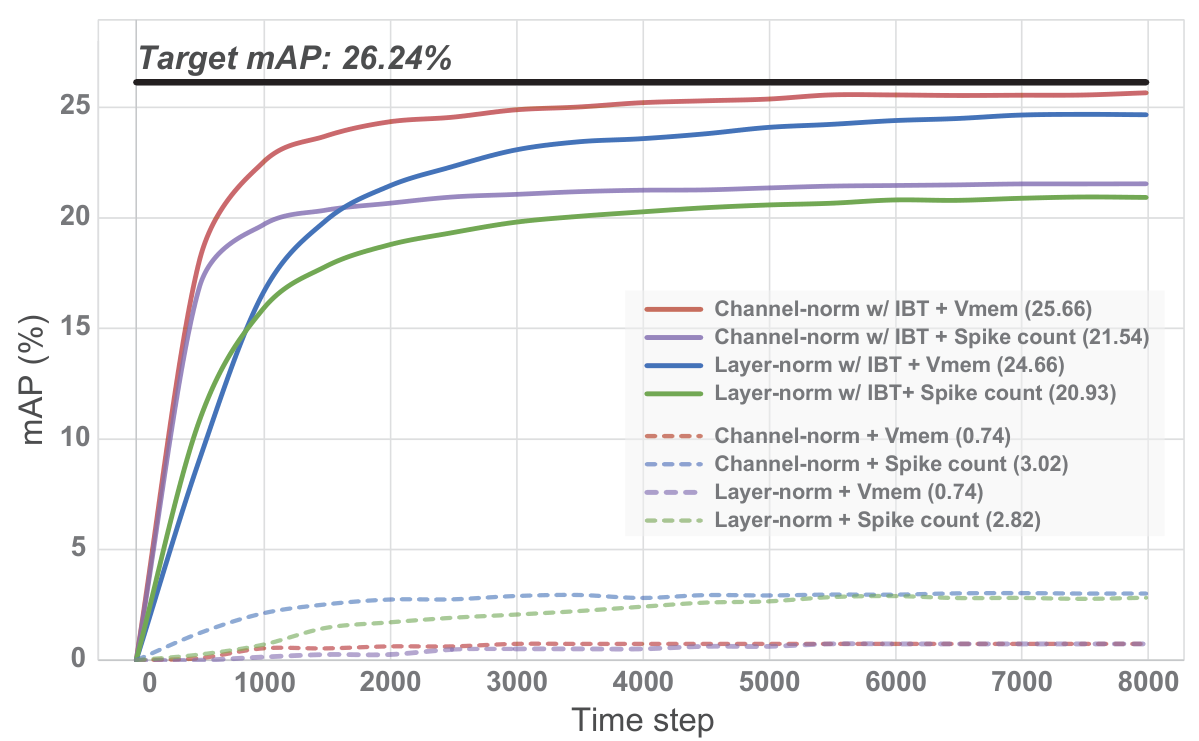 Target mAP: 26.24%
25
20
15
10
5
0
mAP (%)
Channel-norm w/ IBT + Vmem (25.66)
Channel-norm w/ IBT + Spike count (21.54)
Layer-norm w/ IBT + Vmem (24.66)
Layer-norm w/ IBT+ Spike count (20.93)
Channel-norm + Vmem (0.74)
Channel-norm + Spike count (3.02)
Layer-norm + Vmem (0.74)
Layer-norm + Spike count (2.82)
0 1000 2000 3000 4000 5000 6000 7000 8000
Time step